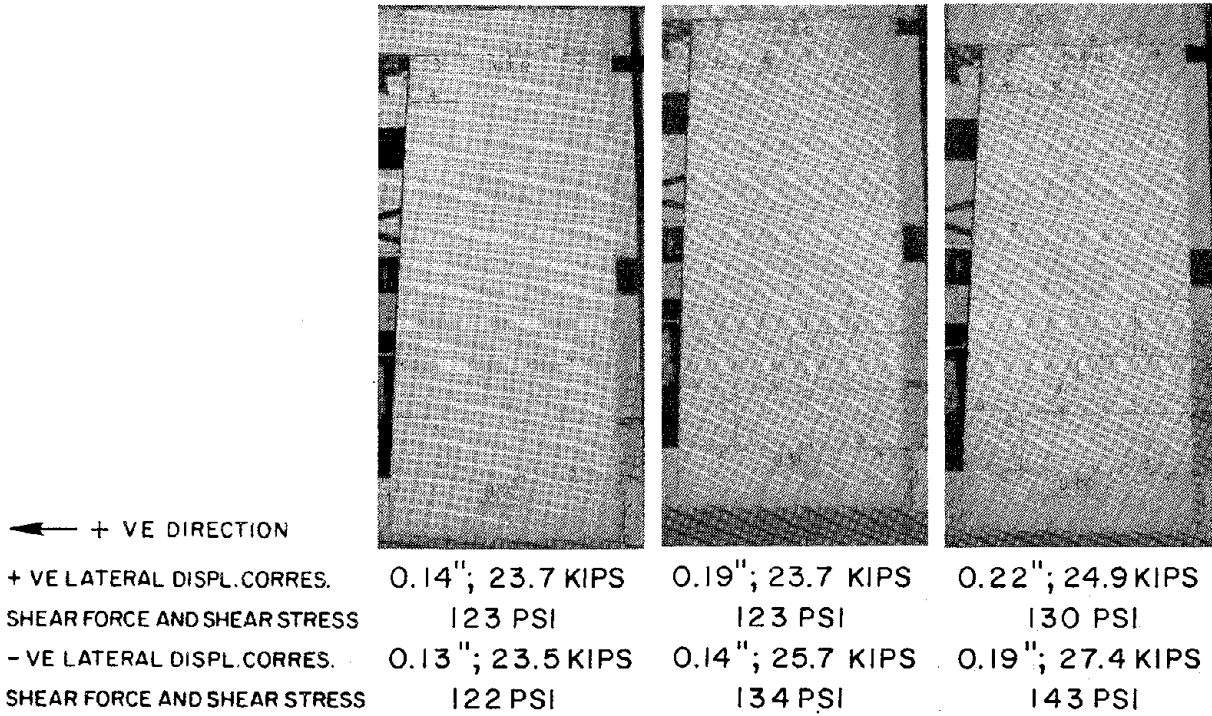 ← + VE DIRECTION
+ VE LATERAL DISPL. CORRES. 0.14"; 23.7 KIPS 0.19"; 23.7 KIPS 0.22"; 24.9 KIPS
SHEAR FORCE AND SHEAR STRESS 123 PSI 123 PSI 130 PSI
- VE LATERAL DISPL. CORRES. 0.13"; 23.5 KIPS 0.14"; 25.7 KIPS 0.19"; 27.4 KIPS
SHEAR FORCE AND SHEAR STRESS 122 PSI 134 PSI 143 PSI